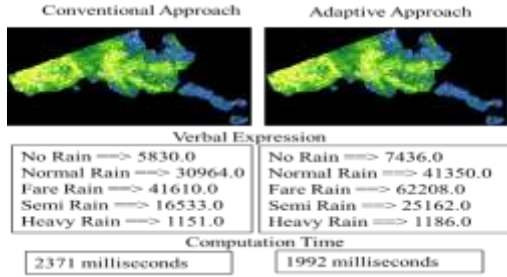 Conventional Approach
Adaptive Approach
Verbal Expression
No Rain ==> 5830.0
Normal Rain ==> 30964.0
Fare Rain ==> 41610.0
Semi Rain ==> 16533.0
Heavy Rain ==> 1151.0
No Rain ==> 7436.0
Normal Rain ==> 41350.0
Fare Rain ==> 62208.0
Semi Rain ==> 25162.0
Heavy Rain ==> 1186.0
Computation Time
2371 milliseconds
1992 milliseconds